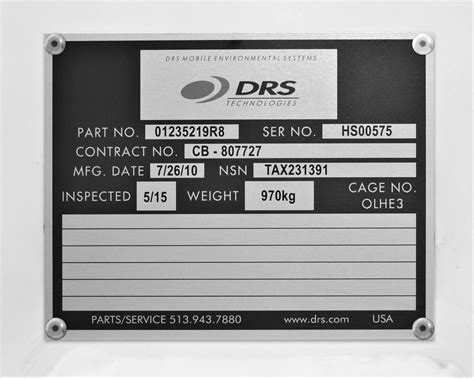 DRS MOBILE ENVIRONMENTAL SYSTEMS
DRS
TECHNOLOGIES
PART NO. 01235219R8 SER NO. HS00575
CONTRACT NO. CB - 807727
MFG. DATE 7/26/10 NSN TAX231391
INSPECTED 5/15 WEIGHT 970kg CAGE NO.
OLHE3
PARTS/SERVICE 513.943.7880 www.drs.com USA